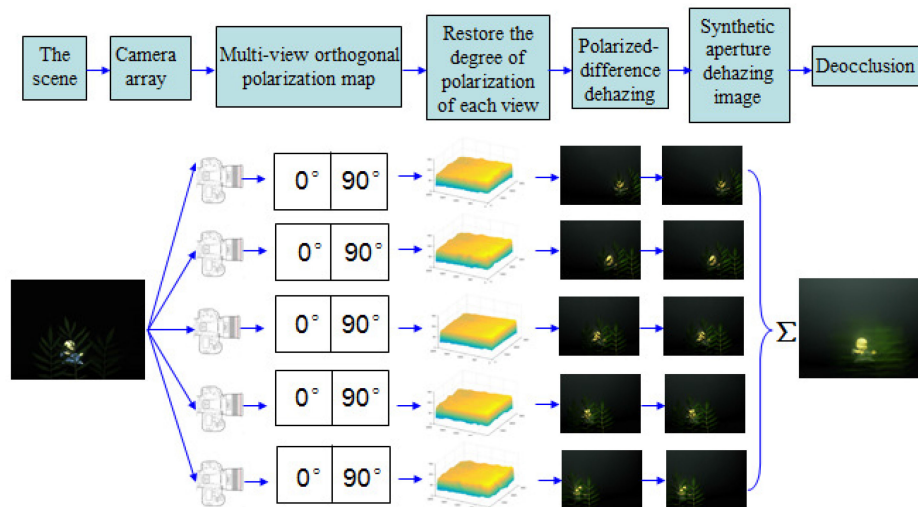 The
scene
Camera
array
Multi-view orthogonal
polarization map
Restore the
degree of
polarization
of each view
Polarized-
difference
dehazing
Synthetic
aperture
dehazing
image
Deocclusion
0° 90°
0° 90°
0° 90°
0° 90°
0° 90°
Σ